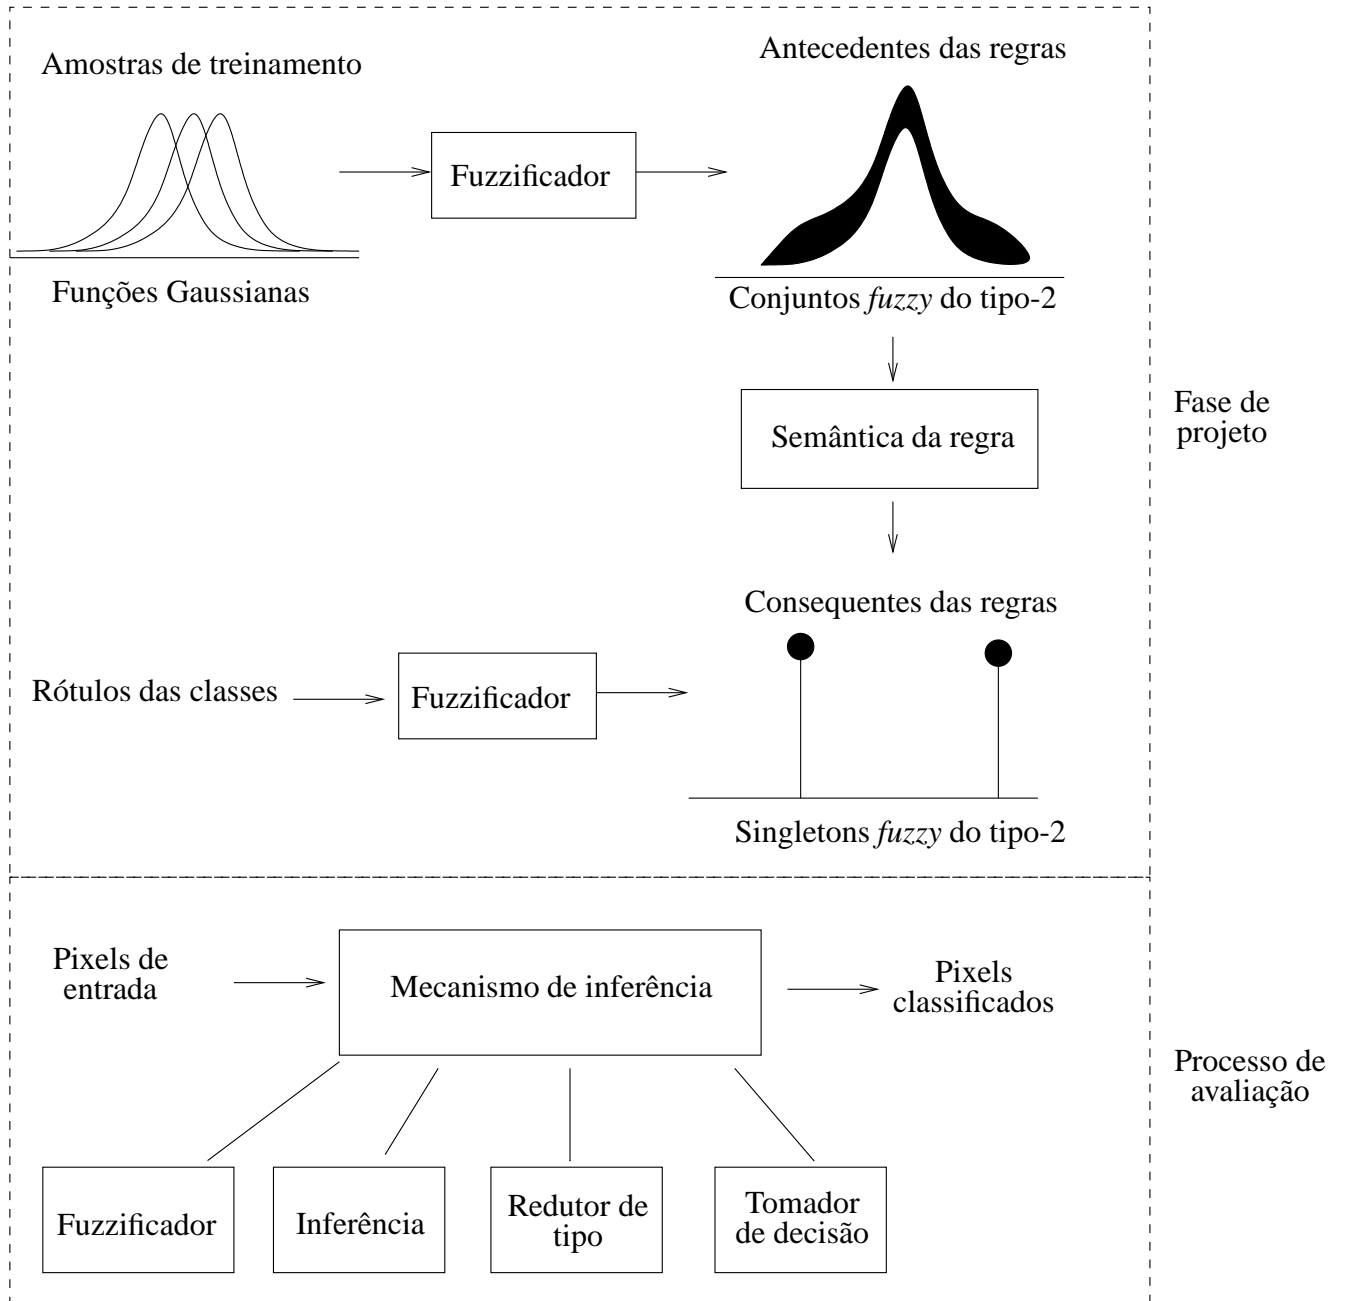 Amostras de treinamento
Antecedentes das regras
Fuzzificador
Funções Gaussianas
Conjuntos fuzzy do tipo-2
Semântica da regra
Fase de
projeto
Consequentes das regras
Rótulos das classes
Fuzzificador
Singletons fuzzy do tipo-2
Pixels de
entrada
Mecanismo de inferência
Pixels
classificados
Processo de
avaliação
Fuzzificador
Inferência
Redutor de
tipo
Tomador
de decisão